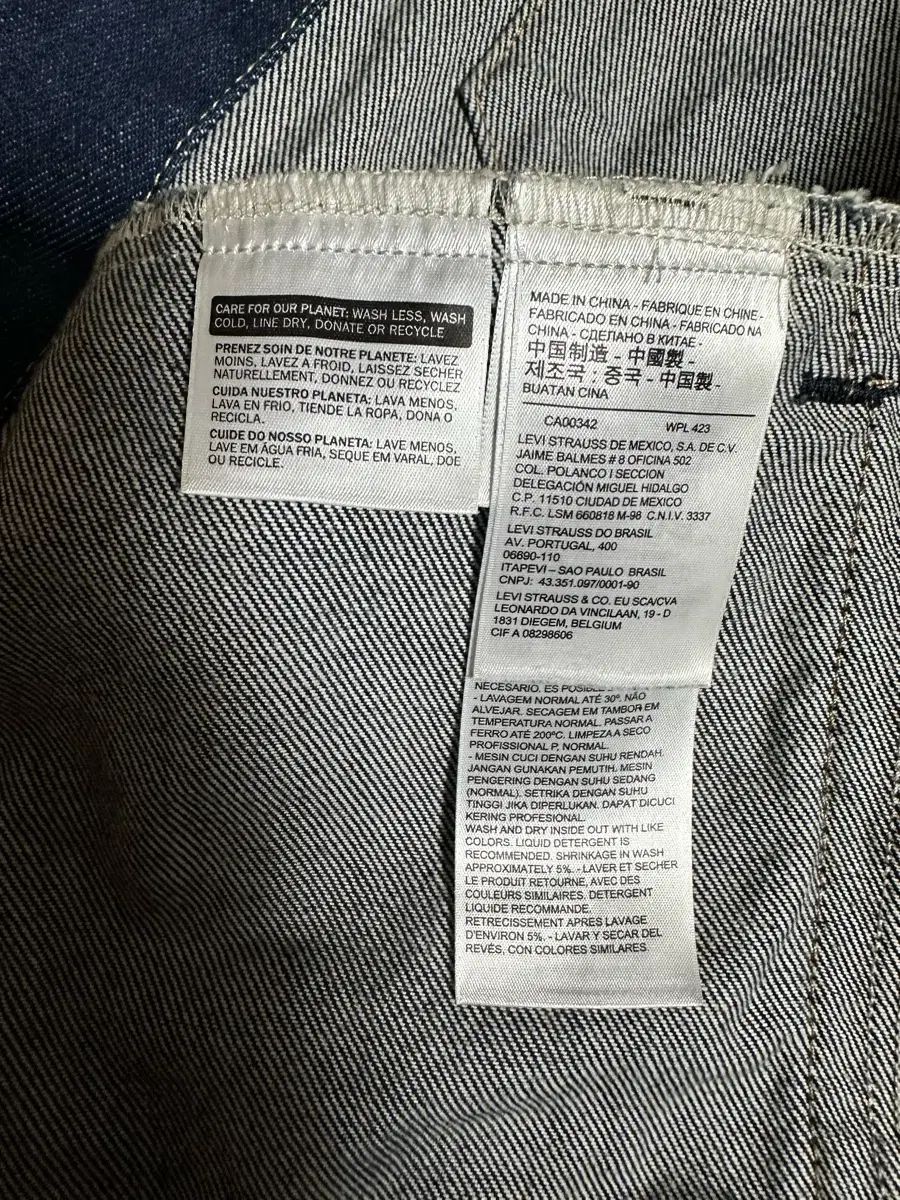 CARE FOR OUR PLANET: WASH LESS, WASH
COLD, LINE DRY, DONATE OR RECYCLE
PRENEZ SOIN DE NOTRE PLANETE: LAVEZ
MOINS, LAVEZ A FROID, LAISSEZ SECHER
NATURELLEMENT, DONNEZ OU RECYCLEZ
CUIDA NUESTRO PLANETA: LAVA MENOS,
LAVA EN FRIO, TIENDE LA ROPA, DONA O
RECICLA.
CUIDE DO NOSSO PLANETA: LAVE MENOS,
LAVE EM ÁGUA FRIA, SEQUE EM VARAL, DOE
OU RECICLE.
MADE IN CHINA - FABRIQUE EN CHINE -
FABRICADO EN CHINA - FABRICADO NA
CHINA - СДЕЛАНО В КИТАЕ -
中国制造 - 中國製 -
제조국 : 중국 - 中国製 -
BUATAN CINA
CA00342 WPL 423
LEVI STRAUSS DE MEXICO, S.A. DE C.V.
JAIME BALMES # 8 OFICINA 502
COL. POLANCO I SECCION
DELEGACIÓN MIGUEL HIDALGO
C.P. 11510 CIUDAD DE MEXICO
R.F.C. LSM 660818 M-98 C.N.I.V. 3337
LEVI STRAUSS DO BRASIL
AV. PORTUGAL, 400
06690-110
ITAPEVI – SAO PAULO BRASIL
CNPJ: 43.351.097/0001-90
LEVI STRAUSS & CO. EU SCA/CVA
LEONARDO DA VINCILAAN, 19 - D
1831 DIEGEM, BELGIUM
CIF A 08298606
NECESARIO. ES
- LAVAGEM NORMAL ATÉ 30º. NÃO
ALVEJAR. SECAGEM EM TAMBOR EM
TEMPERATURA NORMAL. PASSAR A
FERRO ATÉ 200ºC. LIMPEZA A SECO
PROFISSIONAL P, NORMAL.
- MESIN CUCI DENGAN SUHU RENDAH.
JANGAN GUNAKAN PEMUTIH. MESIN
PENGERING DENGAN SUHU SEDANG
(NORMAL). SETRIKA DENGAN SUHU
TINGGI JIKA DIPERLUKAN. DAPAT DICUCI
KERING PROFESIONAL.
WASH AND DRY INSIDE OUT WITH LIKE
COLORS. LIQUID DETERGENT IS
RECOMMENDED. SHRINKAGE IN WASH
APPROXIMATELY 5%. - LAVER ET SECHER
LE PRODUIT RETOURNE, AVEC DES
COULEURS SIMILAIRES. DETERGENT
LIQUIDE RECOMMANDE.
RETRECISSEMENT APRES LAVAGE
D'ENVIRON 5%. - LAVAR Y SECAR DEL
REVÉS, CON COLORES SIMILARES.